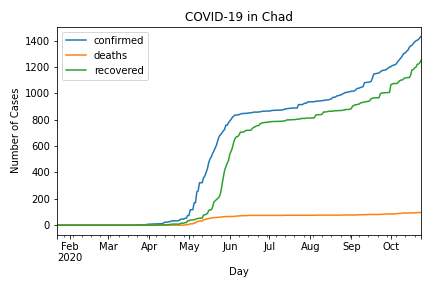 COVID-19 in Chad
confirmed
deaths
recovered
Number of Cases
1400
1200
1000
800
600
400
200
0
Feb Mar Apr May Jun Jul Aug Sep Oct
2020
Day